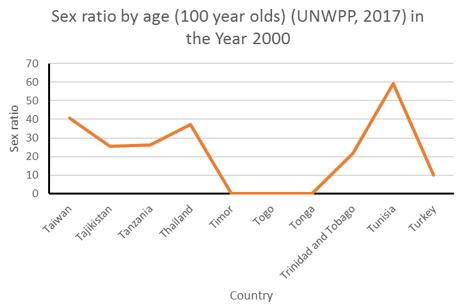 Sex ratio by age (100 year olds) (UNWPP, 2017) in
the Year 2000
70
60
50
40
30
20
10
0
Sex ratio
Taiwan
Tajikistan
Tanzania
Thailand
Timor
Togo
Tonga
Trinidad and Tobago
Tunisia
Turkey
Country